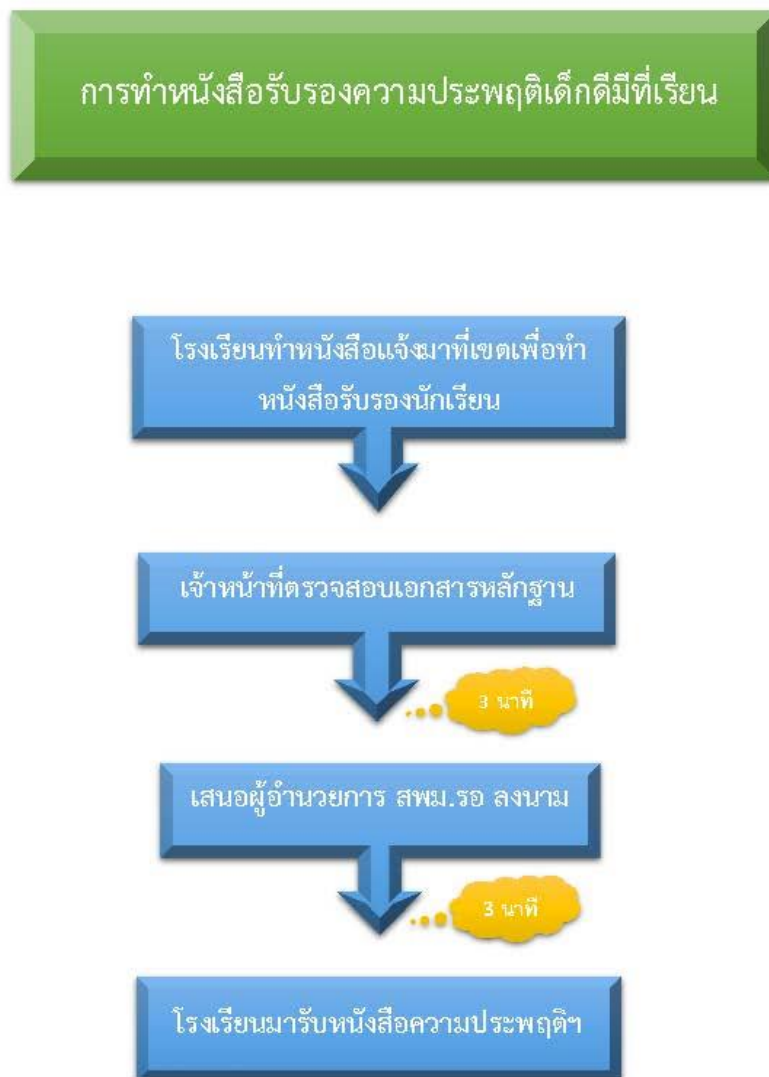 การทำหนังสือรับรองความประพฤติเด็กดีมีที่เรียน
โรงเรียนทำหนังสือแจ้งมาที่เขตเพื่อทำ
หนังสือรับรองนักเรียน
เจ้าหน้าที่ตรวจสอบเอกสารหลักฐาน
3 นาที
เสนอผู้อำนวยการ สพม.รอ ลงนาม
3 นาที
โรงเรียนมารับหนังสือความประพฤติฯ